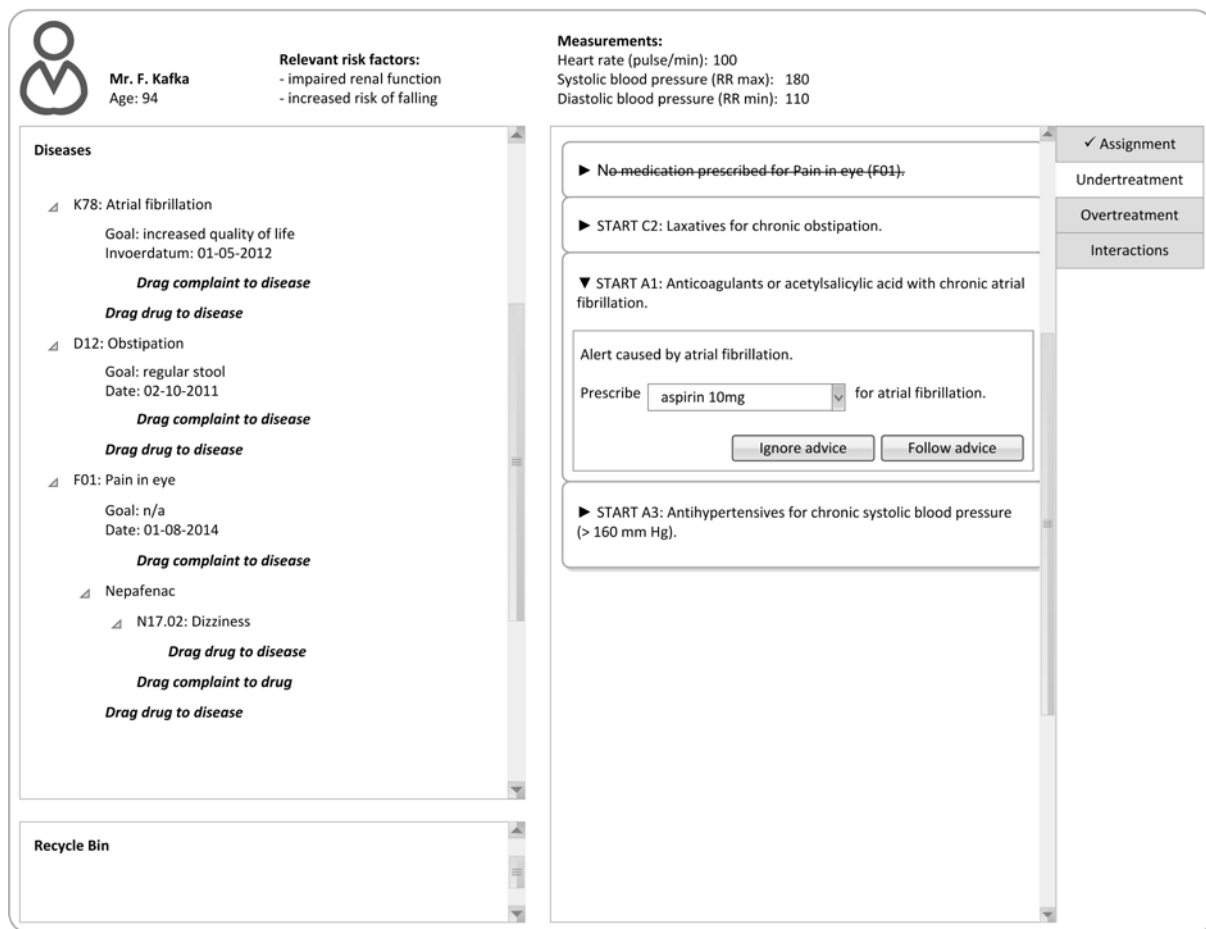 Mr. F. Kafka
Age: 94
Relevant risk factors:
- impaired renal function
- increased risk of falling
Measurements:
Heart rate (pulse/min): 100
Systolic blood pressure (RR max): 180
Diastolic blood pressure (RR min): 110
Diseases
K78: Atrial fibrillation
Goal: increased quality of life
Invoerdatum: 01-05-2012
Drag complaint to disease
Drag drug to disease
D12: Obstipation
Goal: regular stool
Date: 02-10-2011
Drag complaint to disease
Drag drug to disease
F01: Pain in eye
Goal: n/a
Date: 01-08-2014
Drag complaint to disease
Nepafenac
N17.02: Dizziness
Drag drug to disease
Drag complaint to drug
Drag drug to disease
Recycle Bin
▶ No medication prescribed for Pain in eye (F01).
▶ START C2: Laxatives for chronic obstipation.
▼ START A1: Anticoagulants or acetylsalicylic acid with chronic atrial
fibrillation.
Alert caused by atrial fibrillation.
Prescribe aspirin 10mg for atrial fibrillation.
Ignore advice Follow advice
▶ START A3: Antihypertensives for chronic systolic blood pressure
(> 160 mm Hg).
✓ Assignment
Undertreatment
Overtreatment
Interactions